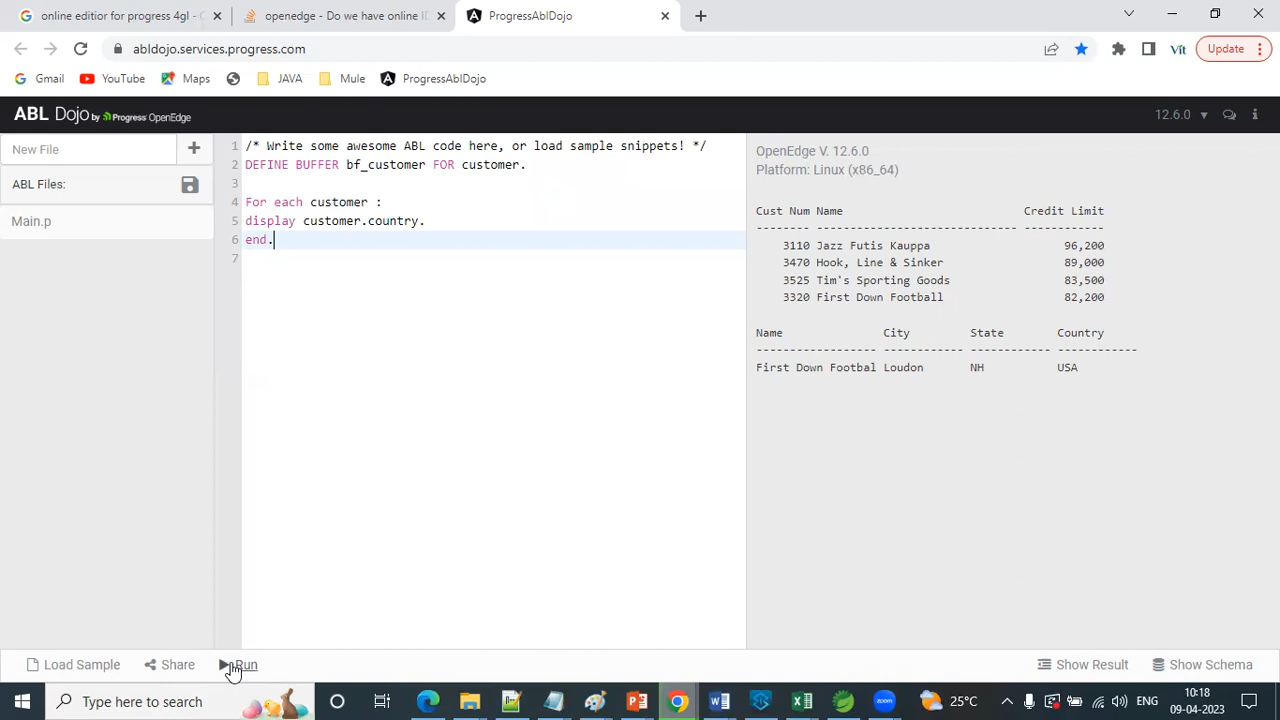 online editior for progress 4gl - G
openedge - Do we have online ID
ProgressAblDojo
abldojo.services.progress.com
Vít
Update
Gmail
YouTube
Maps
JAVA
Mule
ProgressAblDojo
ABL Dojo by Progress OpenEdge
12.6.0
New File
ABL Files:
Main.p
1 /* Write some awesome ABL code here, or load sample snippets! */
2 DEFINE BUFFER bf_customer FOR customer.
3
4 For each customer :
5 display customer.country.
6 end.
7
OpenEdge V. 12.6.0
Platform: Linux (x86_64)
Cust Num Name Credit Limit
-------- ------------------------------ ------------
3110 Jazz Futis Kauppa 96,200
3470 Hook, Line & Sinker 89,000
3525 Tim's Sporting Goods 83,500
3320 First Down Football 82,200
Name City State Country
------------------ ------------ ------------ ------------
First Down Footbal Loudon NH USA
Load Sample
Share
Run
Show Result
Show Schema
Type here to search
25°C
ENG
10:18
09-04-2023